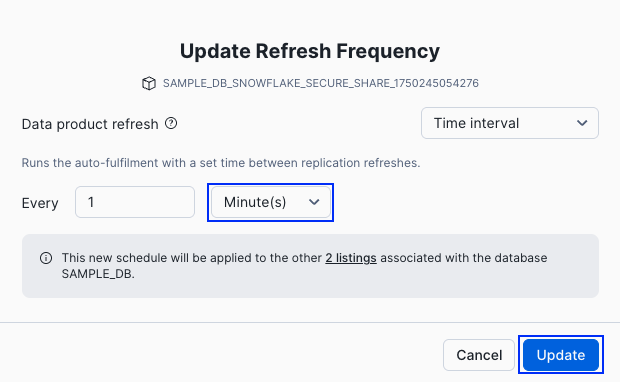 Update Refresh Frequency
SAMPLE_DB_SNOWFLAKE_SECURE_SHARE_1750245054276
Data product refresh
Time interval
Runs the auto-fulfilment with a set time between replication refreshes.
Every 1 Minute(s)
This new schedule will be applied to the other 2 listings associated with the database
SAMPLE_DB.
Cancel Update